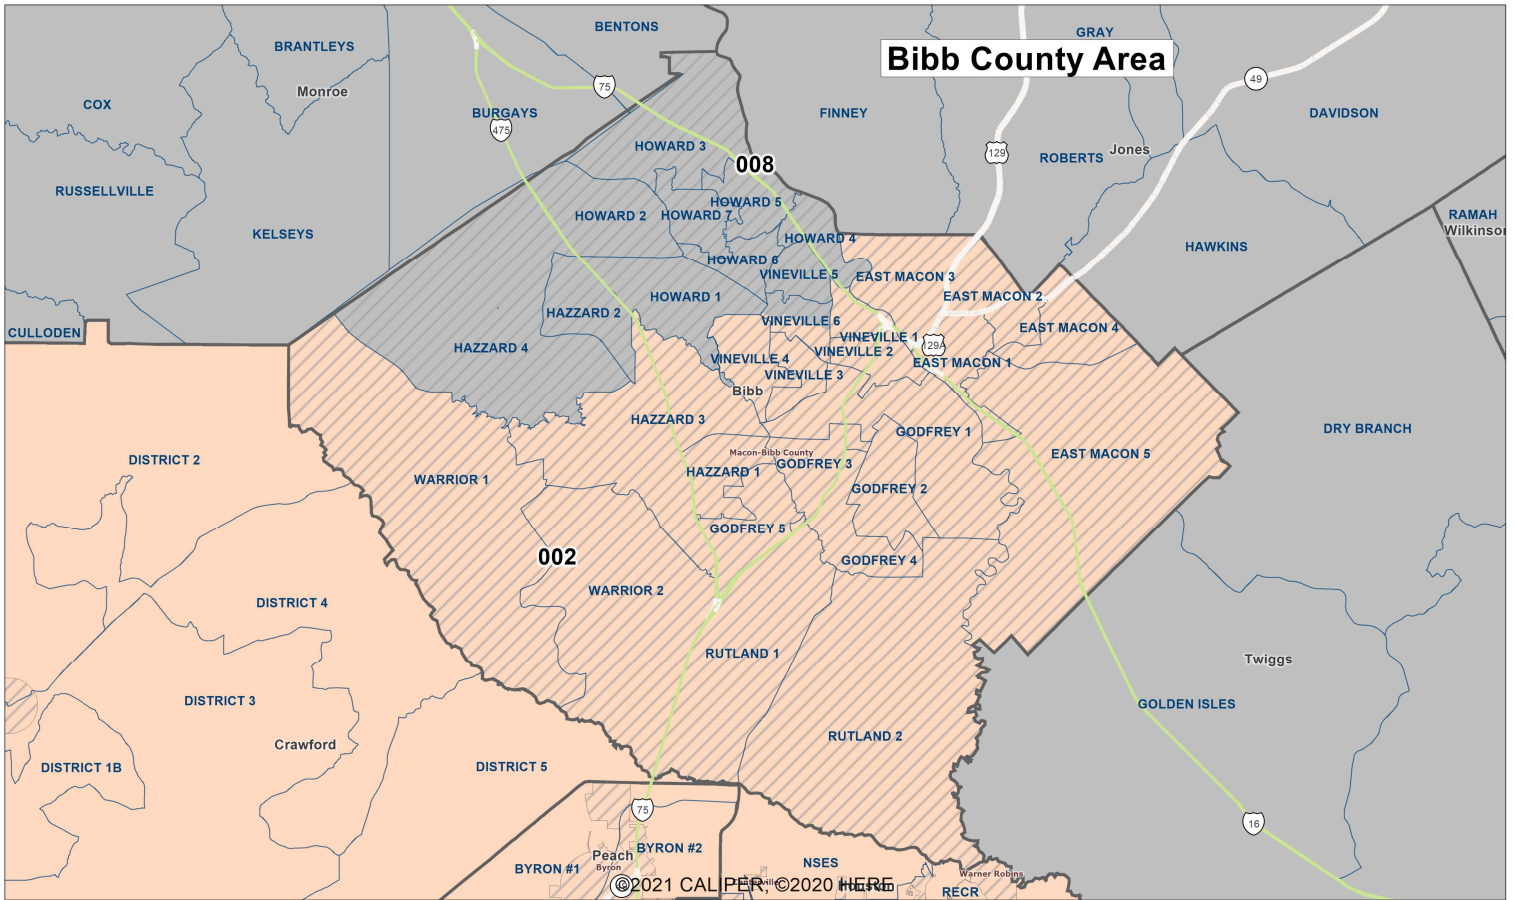 BENTONS
GRAY
BRANTLEYS
Bibb County Area
49
75
Monroe
COX
BURGAYS
FINNEY
DAVIDSON
475
HOWARD 3
129
Jones
ROBERTS
008
RUSSELLVILLE
HOWARD 5
HOWARD 2
HOWARD 7
RAMAH
Wilkinson
KELSEYS
HOWARD 4
HAWKINS
HOWARD 6
VINEVILLE 5
EAST MACON 3
HOWARD 1
EAST MACON 2
HAZZARD 2
VINEVILLE 6
EAST MACON 4
CULLODEN
VINEVILLE 1
129A
HAZZARD 4
VINEVILLE 2
VINEVILLE 4
EAST MACON 1
VINEVILLE 3
Bibb
HAZZARD 3
GODFREY 1
DRY BRANCH
Macon-Bibb County
EAST MACON 5
DISTRICT 2
GODFREY 3
HAZZARD 1
WARRIOR 1
GODFREY 2
GODFREY 5
002
GODFREY 4
WARRIOR 2
DISTRICT 4
RUTLAND 1
Twiggs
DISTRICT 3
GOLDEN ISLES
RUTLAND 2
Crawford
DISTRICT 1B
DISTRICT 5
75
16
BYRON #2
Peach
NSES
BYRON #1
Byron
Warner Robins
©2021 CALIPER; ©2020 HERE
Houston
RECR